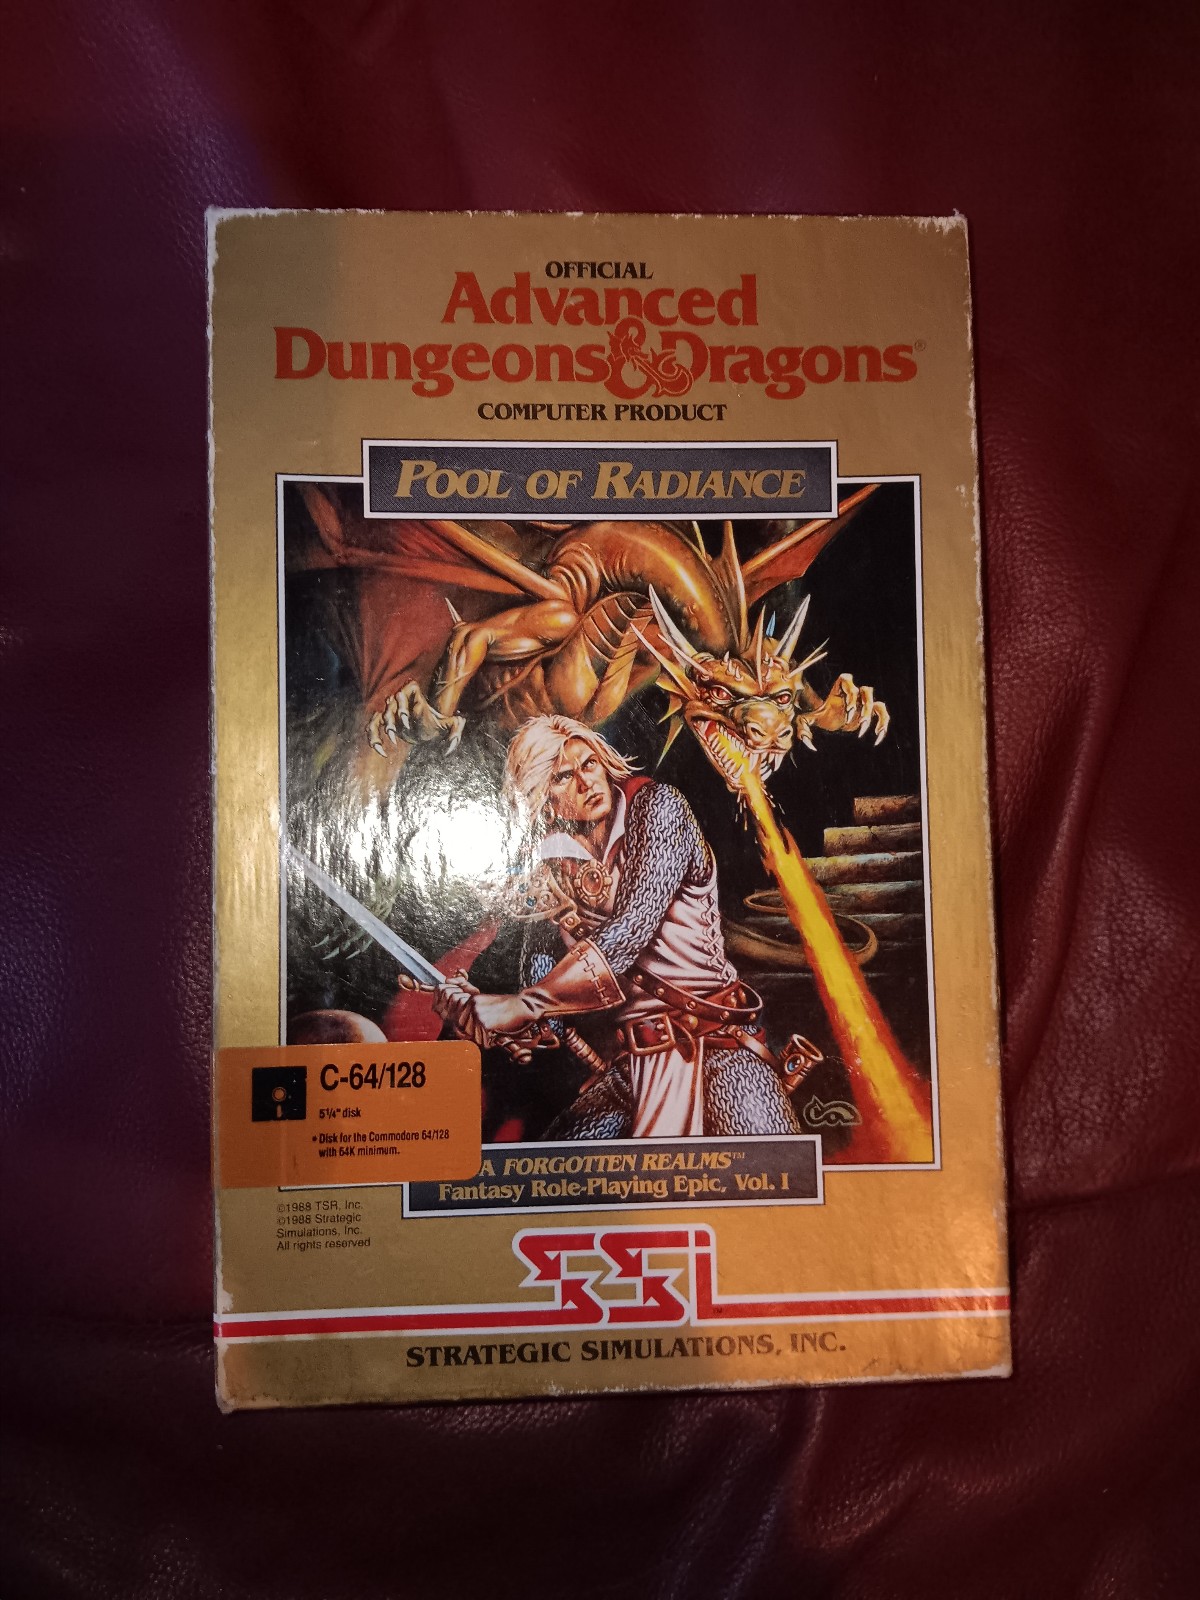 OFFICIAL
Advanced
Dungeons & Dragons®
COMPUTER PRODUCT
POOL OF RADIANCE
C-64/128
5¼" disk
• Disk for the Commodore 64/128
with 64K minimum.
A FORGOTTEN REALMS™
Fantasy Role-Playing Epic, Vol. I
©1988 TSR, Inc.
©1988 Strategic
Simulations, Inc.
All rights reserved
SSI™
STRATEGIC SIMULATIONS, INC.